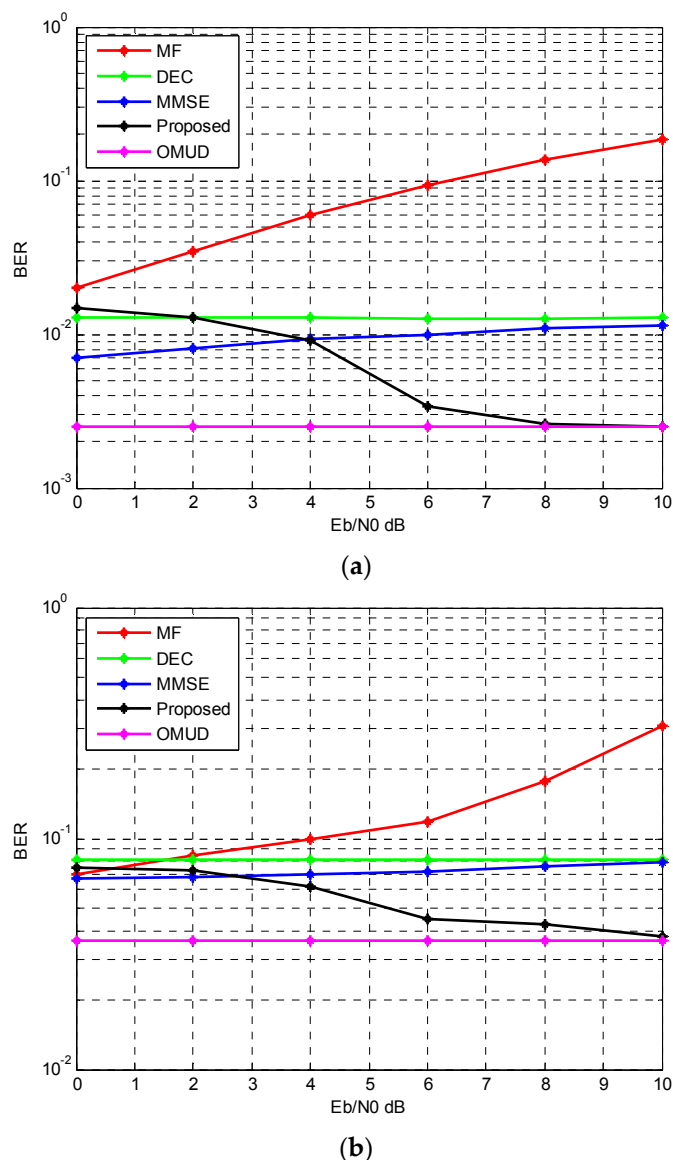 10^0
MF
DEC
MMSE
Proposed
OMUD
10^-1
BER
10^-2
10^-3
0 1 2 3 4 5 6 7 8 9 10
Eb/N0 dB
(a)
10^0
MF
DEC
MMSE
Proposed
OMUD
BER
10^-1
10^-2
0 1 2 3 4 5 6 7 8 9 10
Eb/N0 dB
(b)